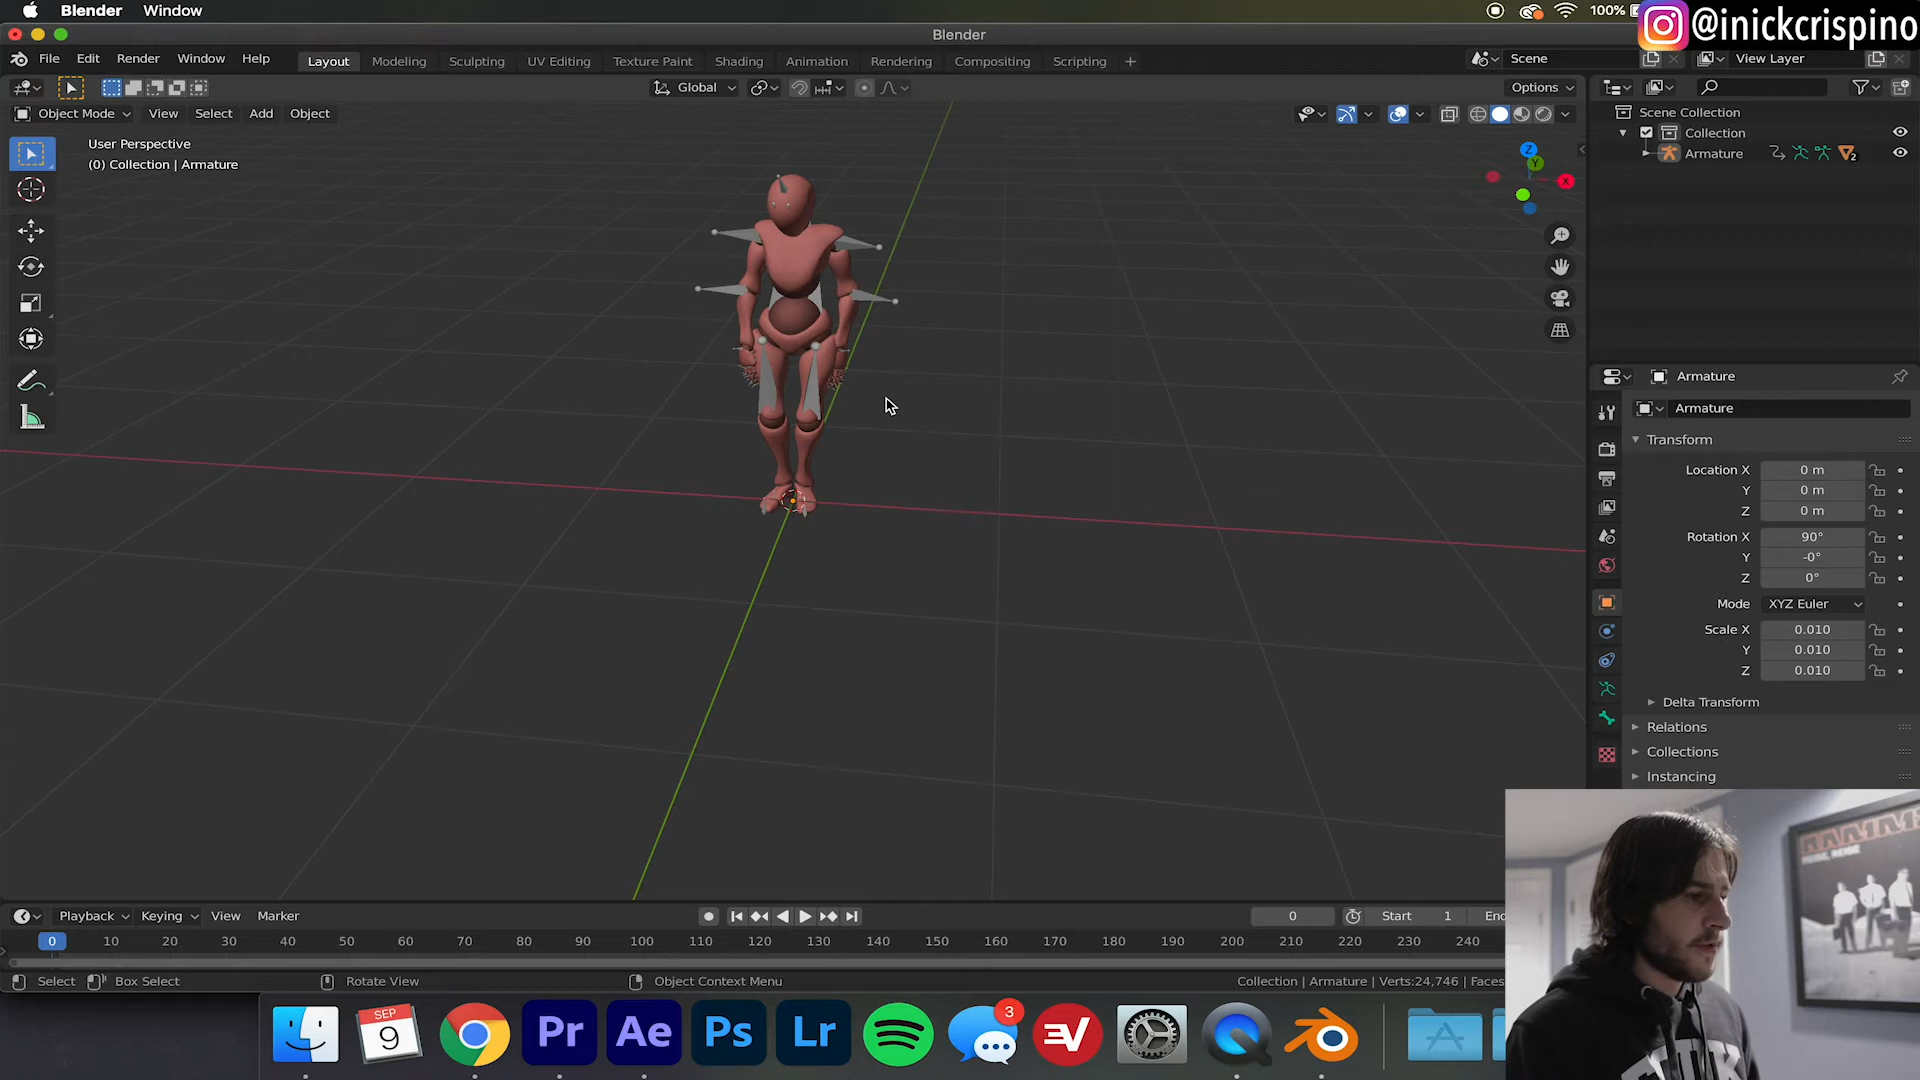 Blender Window
100%
@inickcrispino
Blender
File Edit Render Window Help
Layout Modeling Sculpting UV Editing Texture Paint Shading Animation Rendering Compositing Scripting +
Scene
View Layer
Global
Options
Object Mode View Select Add Object
User Perspective
(0) Collection | Armature
Z
Y
X
Scene Collection
Collection
Armature
2
Armature
Armature
Transform
Location X 0 m
Y 0 m
Z 0 m
Rotation X 90°
Y -0°
Z 0°
Mode XYZ Euler
Scale X 0.010
Y 0.010
Z 0.010
Delta Transform
Relations
Collections
Instancing
Playback Keying View Marker
0
Start 1
0 10 20 30 40 50 60 70 80 90 100 110 120 130 140 150 160 170 180 190 200 210 220 230 240
Select Box Select Rotate View Object Context Menu
Collection | Armature | Verts:24,746 | Faces
SEP
9
Pr
Ae
Ps
Lr
3